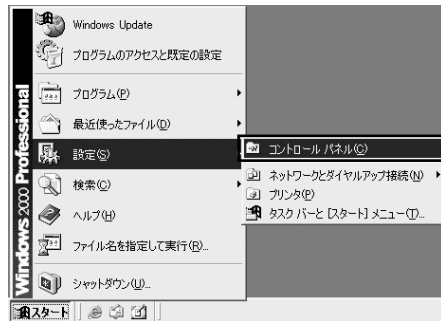 Windows Update
プログラムのアクセスと既定の設定
プログラム(P)
最近使ったファイル(D)
設定(S)
検索(C)
ヘルプ(H)
ファイル名を指定して実行(R)...
シャットダウン(U)...
コントロール パネル(C)
ネットワークとダイヤルアップ接続(N)
プリンタ(P)
タスク バーと [スタート] メニュー(T)...
Windows 2000 Professional
スタート